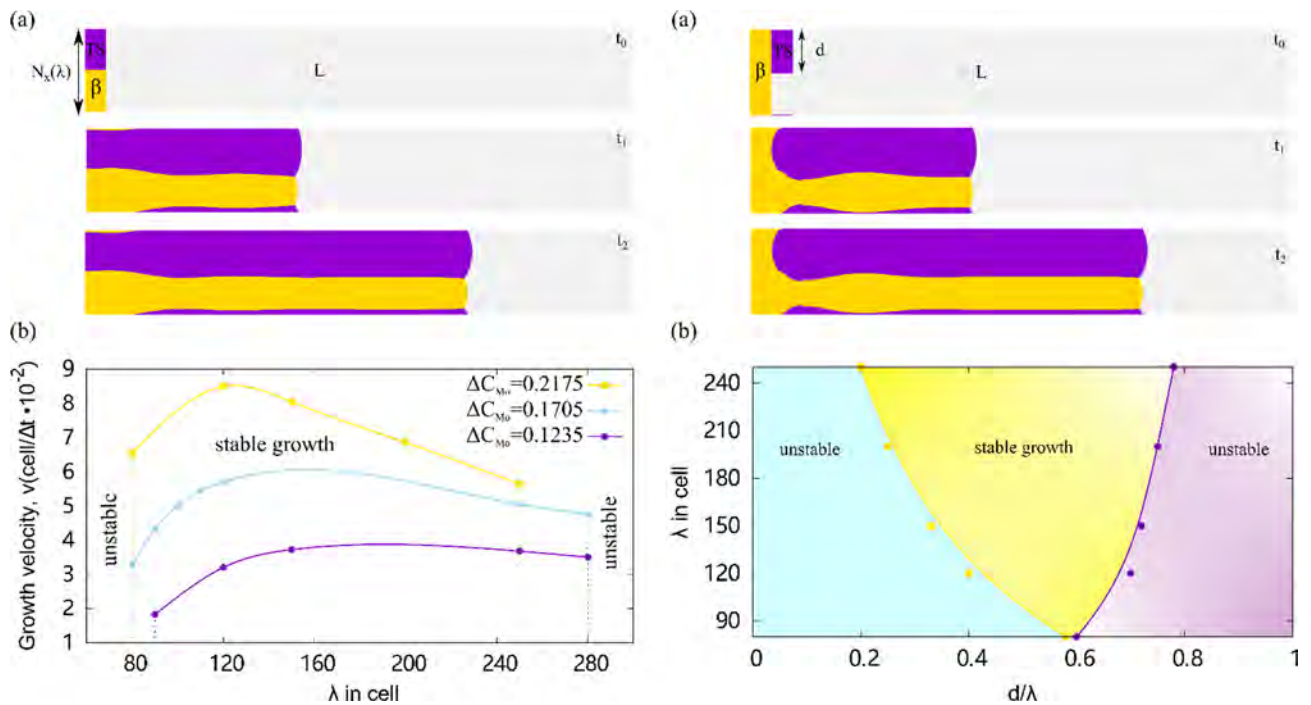 (a)
TS
β
Nₓ(λ)
L
t₀
t₁
t₂
(b)
Growth velocity, v(cell/Δt •10⁻²)
9
8
7
6
5
4
3
2
1
ΔC_Mo=0.2175
ΔC_Mo=0.1705
ΔC_Mo=0.1235
stable growth
unstable
unstable
80 120 160 200 240 280
λ in cell
(a)
β
TS
d
L
t₀
t₁
t₂
(b)
λ in cell
240
210
180
150
120
90
unstable
stable growth
unstable
0 0.2 0.4 0.6 0.8 1
d/λ